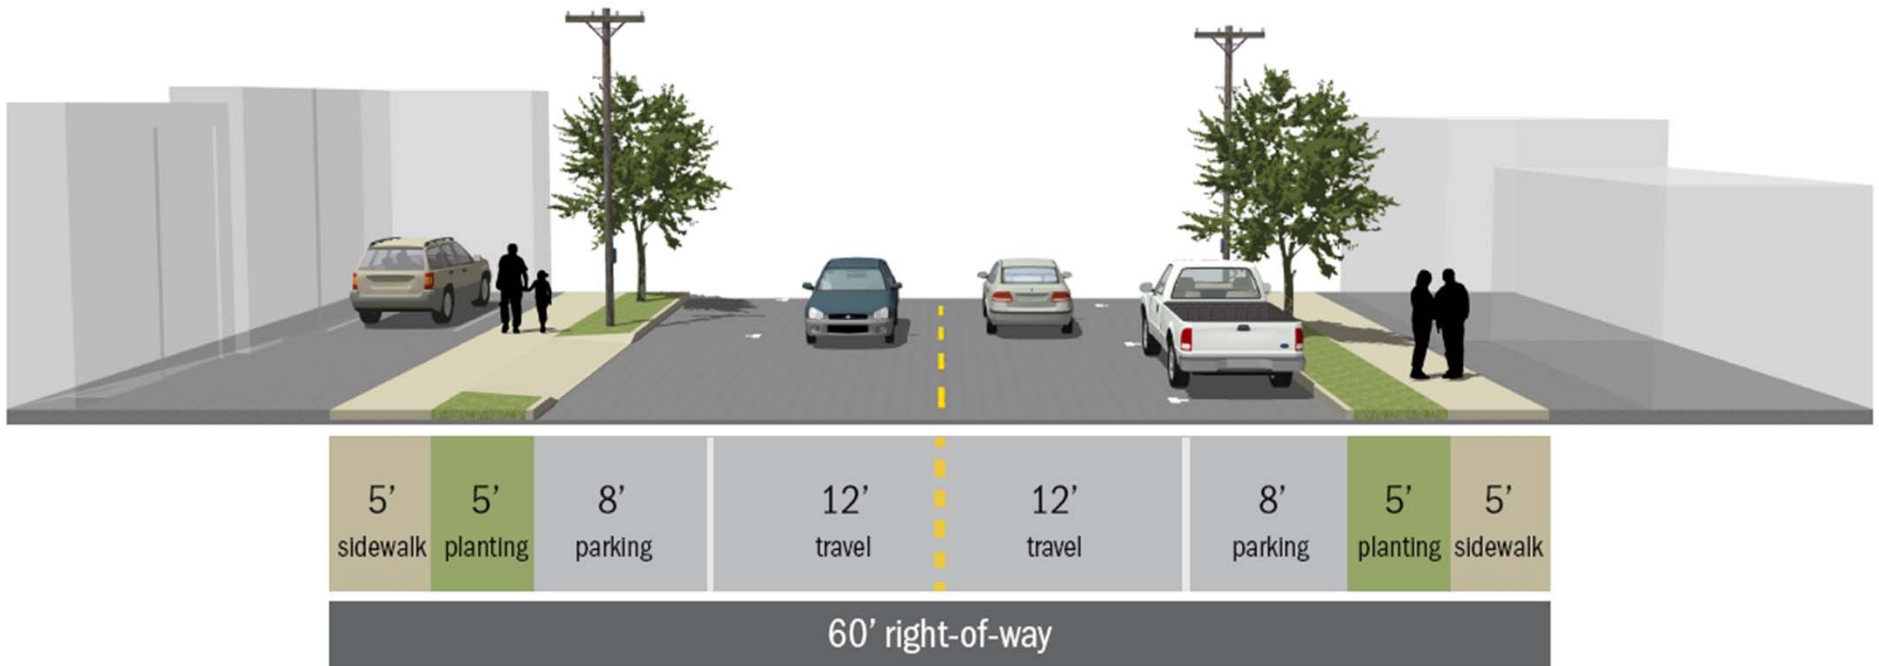 5’ 5’ 8’ 12’ 12’ 8’ 5’ 5’
sidewalk planting parking travel travel parking planting sidewalk
60’ right-of-way